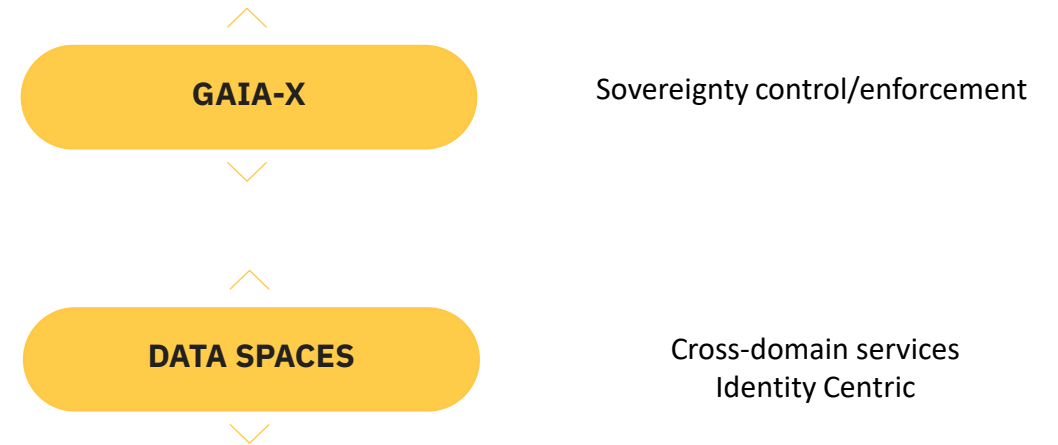 GAIA-X
Sovereignty control/enforcement
DATA SPACES
Cross-domain services
Identity Centric